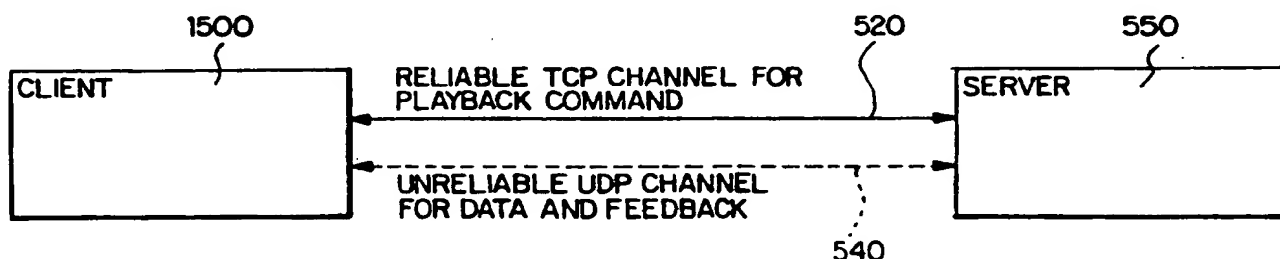 1500
520
550
CLIENT
RELIABLE TCP CHANNEL FOR
PLAYBACK COMMAND
SERVER
UNRELIABLE UDP CHANNEL
FOR DATA AND FEEDBACK
540